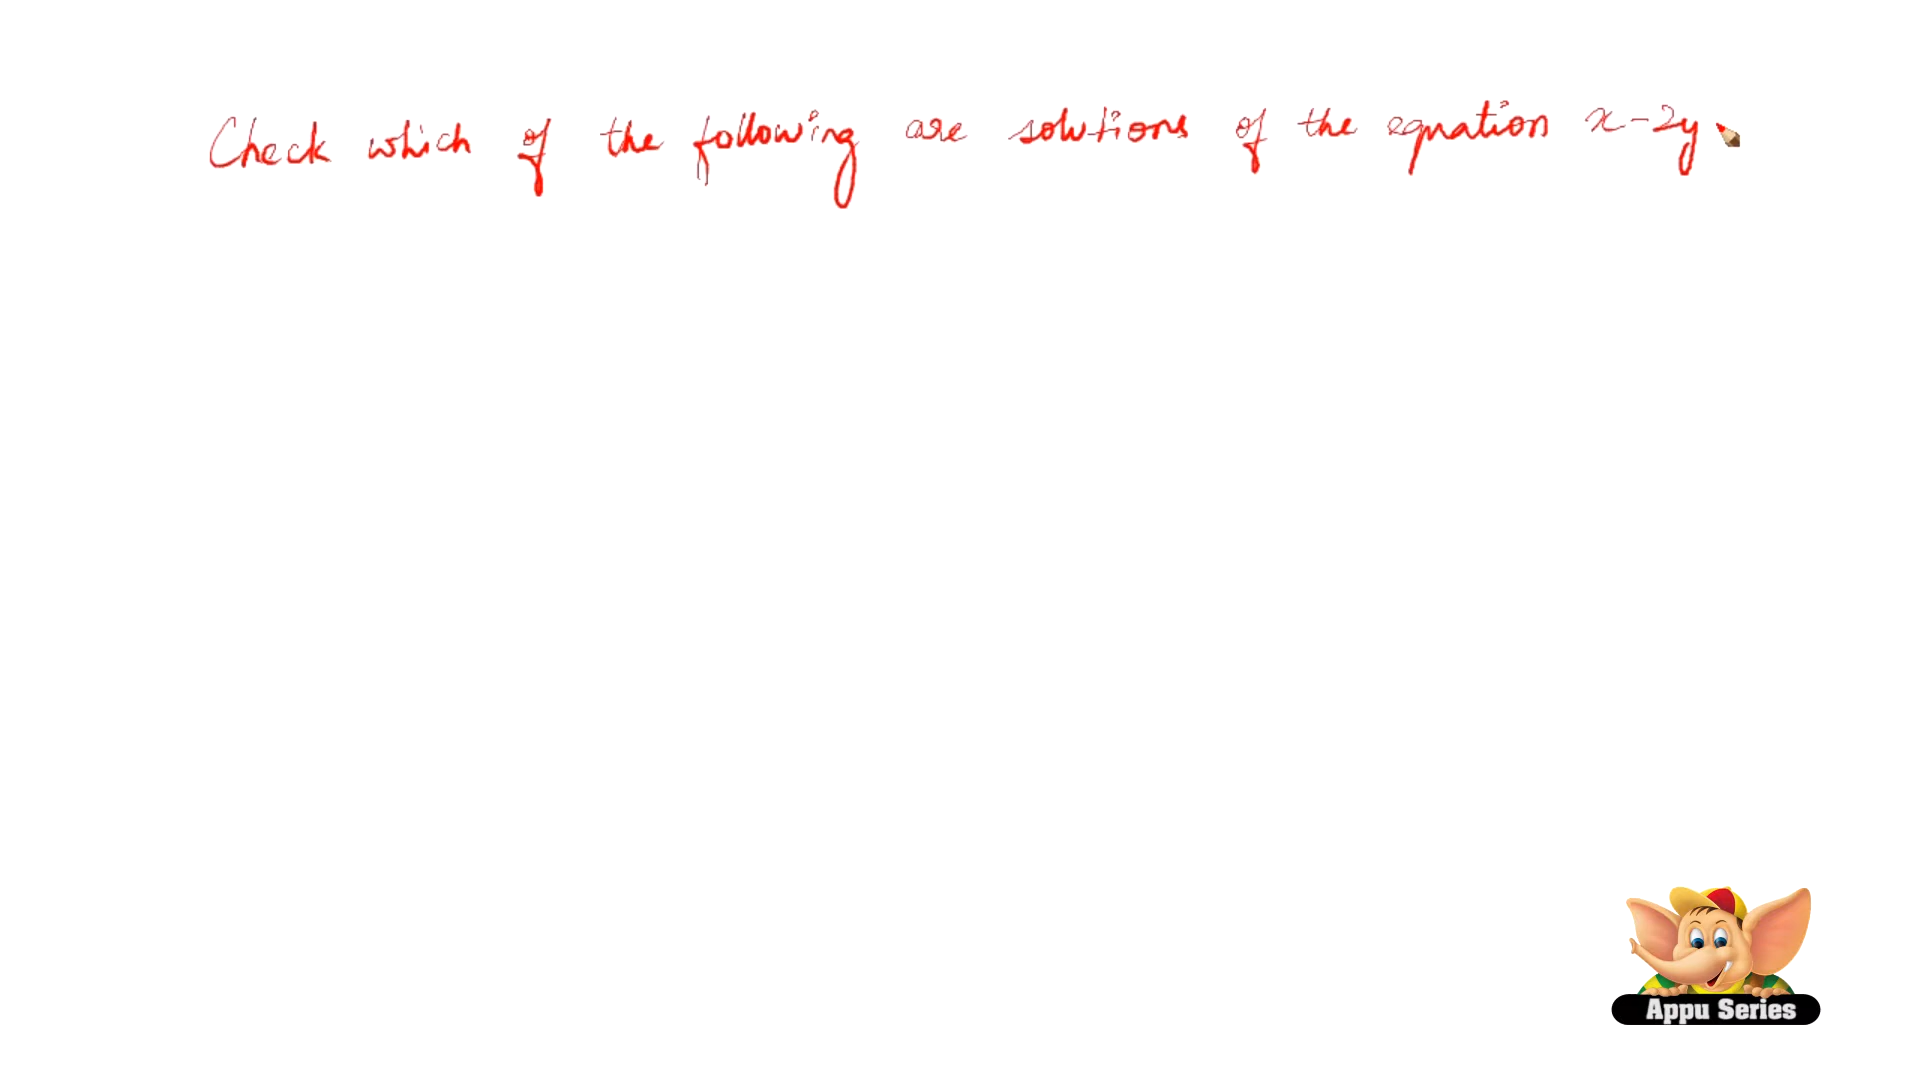 Check which of the following are solutions of the equation x-2y
Appu Series